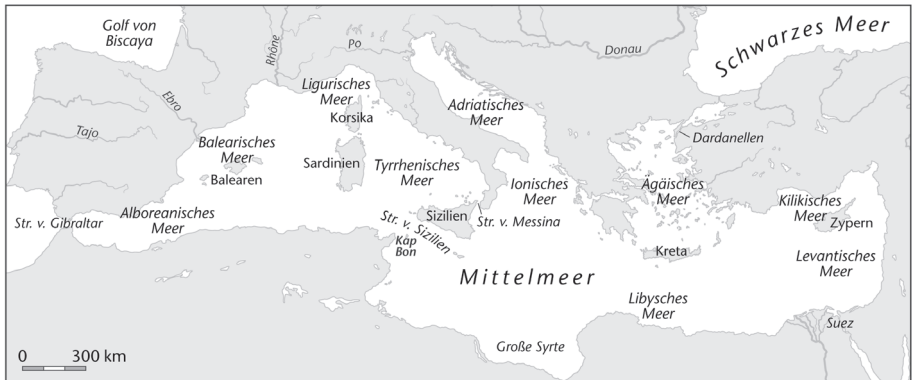 Golf von
Biscaya
Rhône
Po
Donau
Schwarzes Meer
Ebro
Tajo
Ligurisches
Meer
Korsika
Adriatisches
Meer
Dardanellen
Balearisches
Meer
Balearen
Sardinien
Tyrrhenisches
Meer
Ionisches
Meer
Ägäisches
Meer
Kilikisches
Meer
Zypern
Str. v. Gibraltar
Alboreanisches
Meer
Str. v. Sizilien
Sizilien
Str. v. Messina
Kap
Bon
Kreta
Levantisches
Meer
Mittelmeer
Libysches
Meer
Suez
Große Syrte
0 300 km